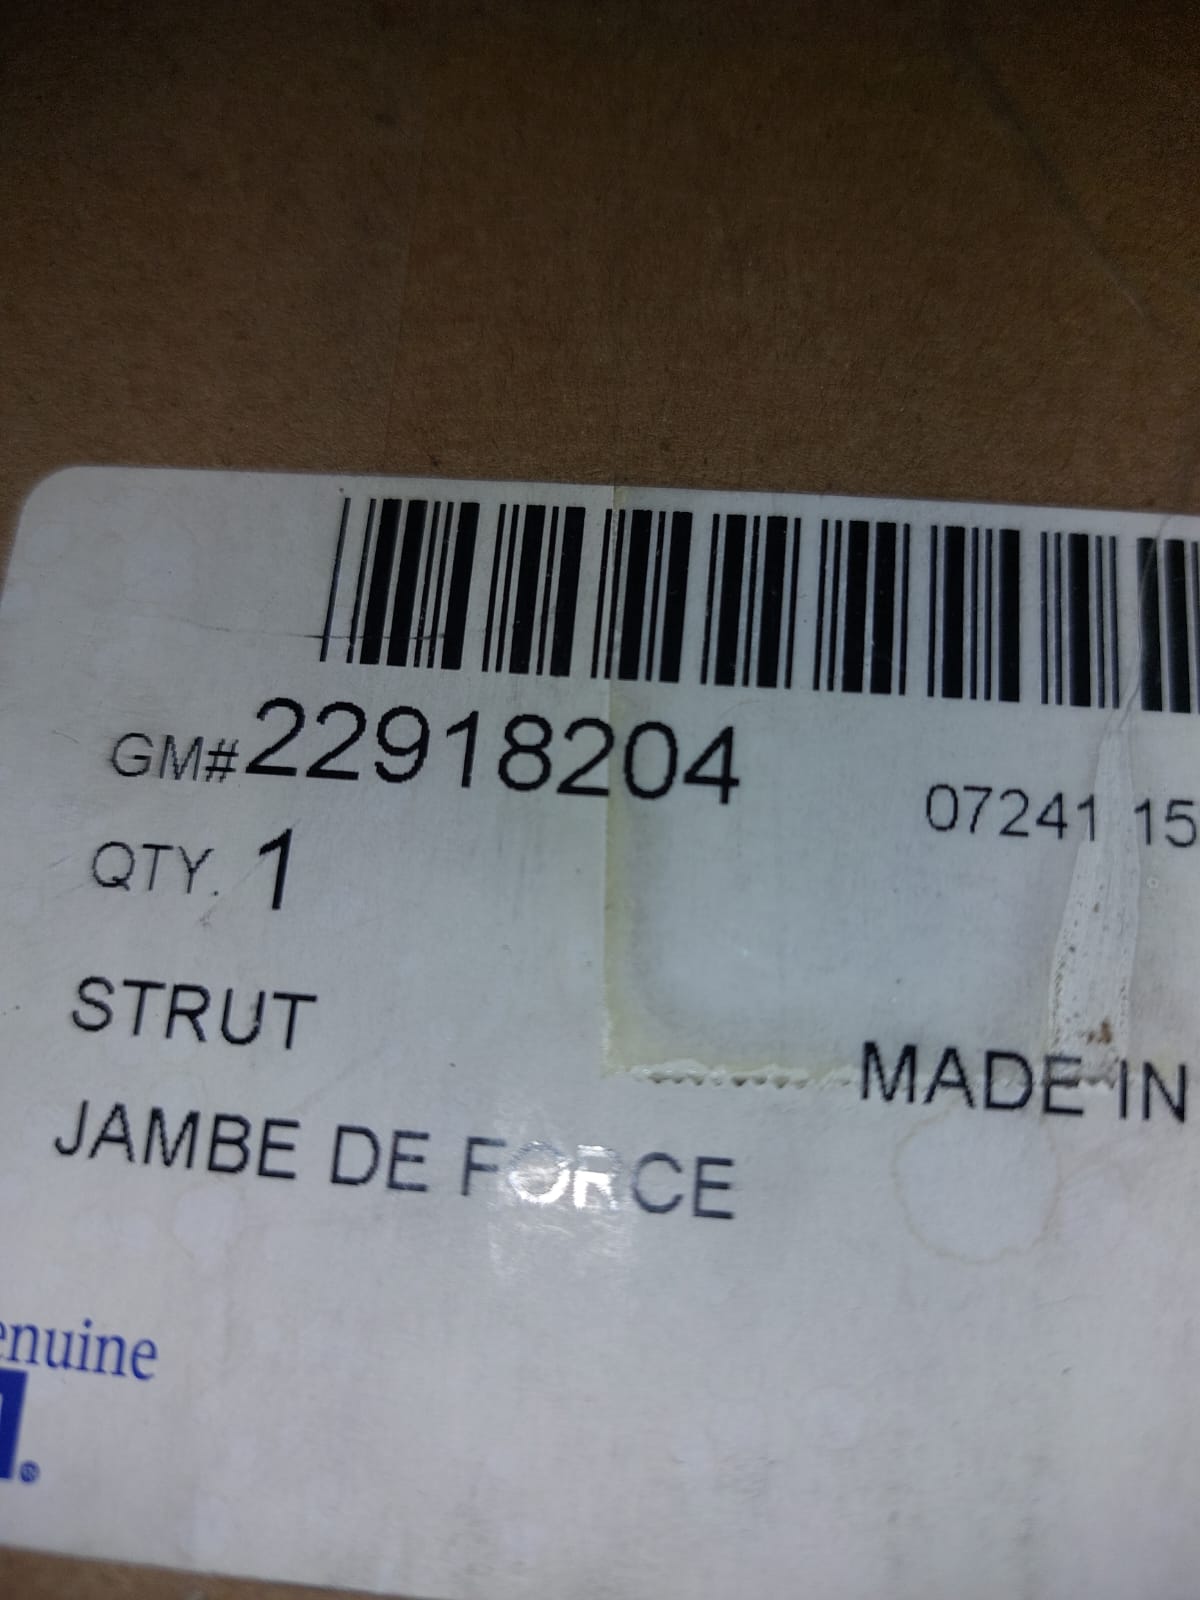 GM#22918204
07241 15
QTY. 1
STRUT
MADE IN
JAMBE DE FORCE
enuine
®